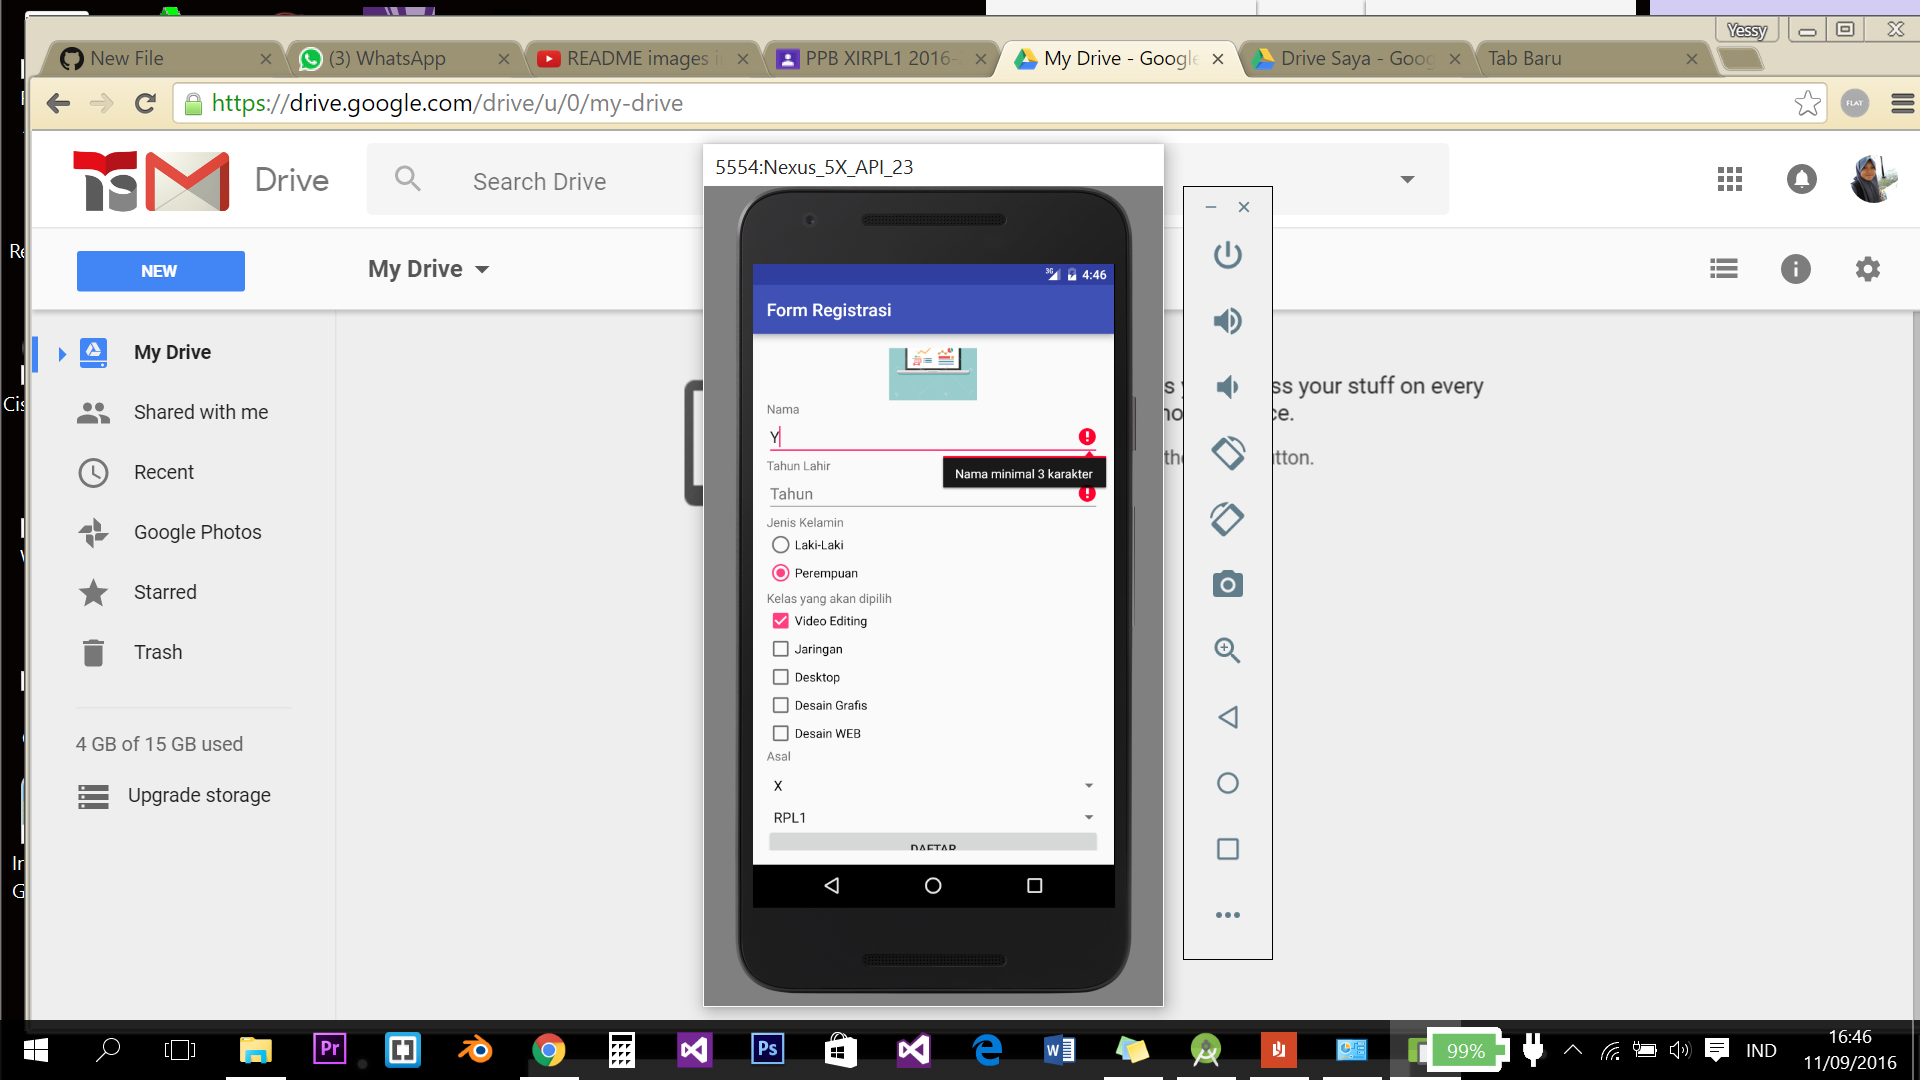 Yessy
New File
(3) WhatsApp
README images i
PPB XIRPL1 2016-
My Drive - Google
Drive Saya - Goog
Tab Baru
https://drive.google.com/drive/u/0/my-drive
FLAT
Drive
Search Drive
5554:Nexus_5X_API_23
NEW
My Drive
3G
4:46
Form Registrasi
My Drive
Shared with me
Recent
Google Photos
Starred
Trash
4 GB of 15 GB used
Upgrade storage
ss your stuff on every
ce.
tton.
Nama
Y
Nama minimal 3 karakter
Tahun Lahir
Tahun
Jenis Kelamin
Laki-Laki
Perempuan
Kelas yang akan dipilih
Video Editing
Jaringan
Desktop
Desain Grafis
Desain WEB
Asal
X
RPL1
DAFTAR
Pr
Ps
99%
IND
16:46
11/09/2016